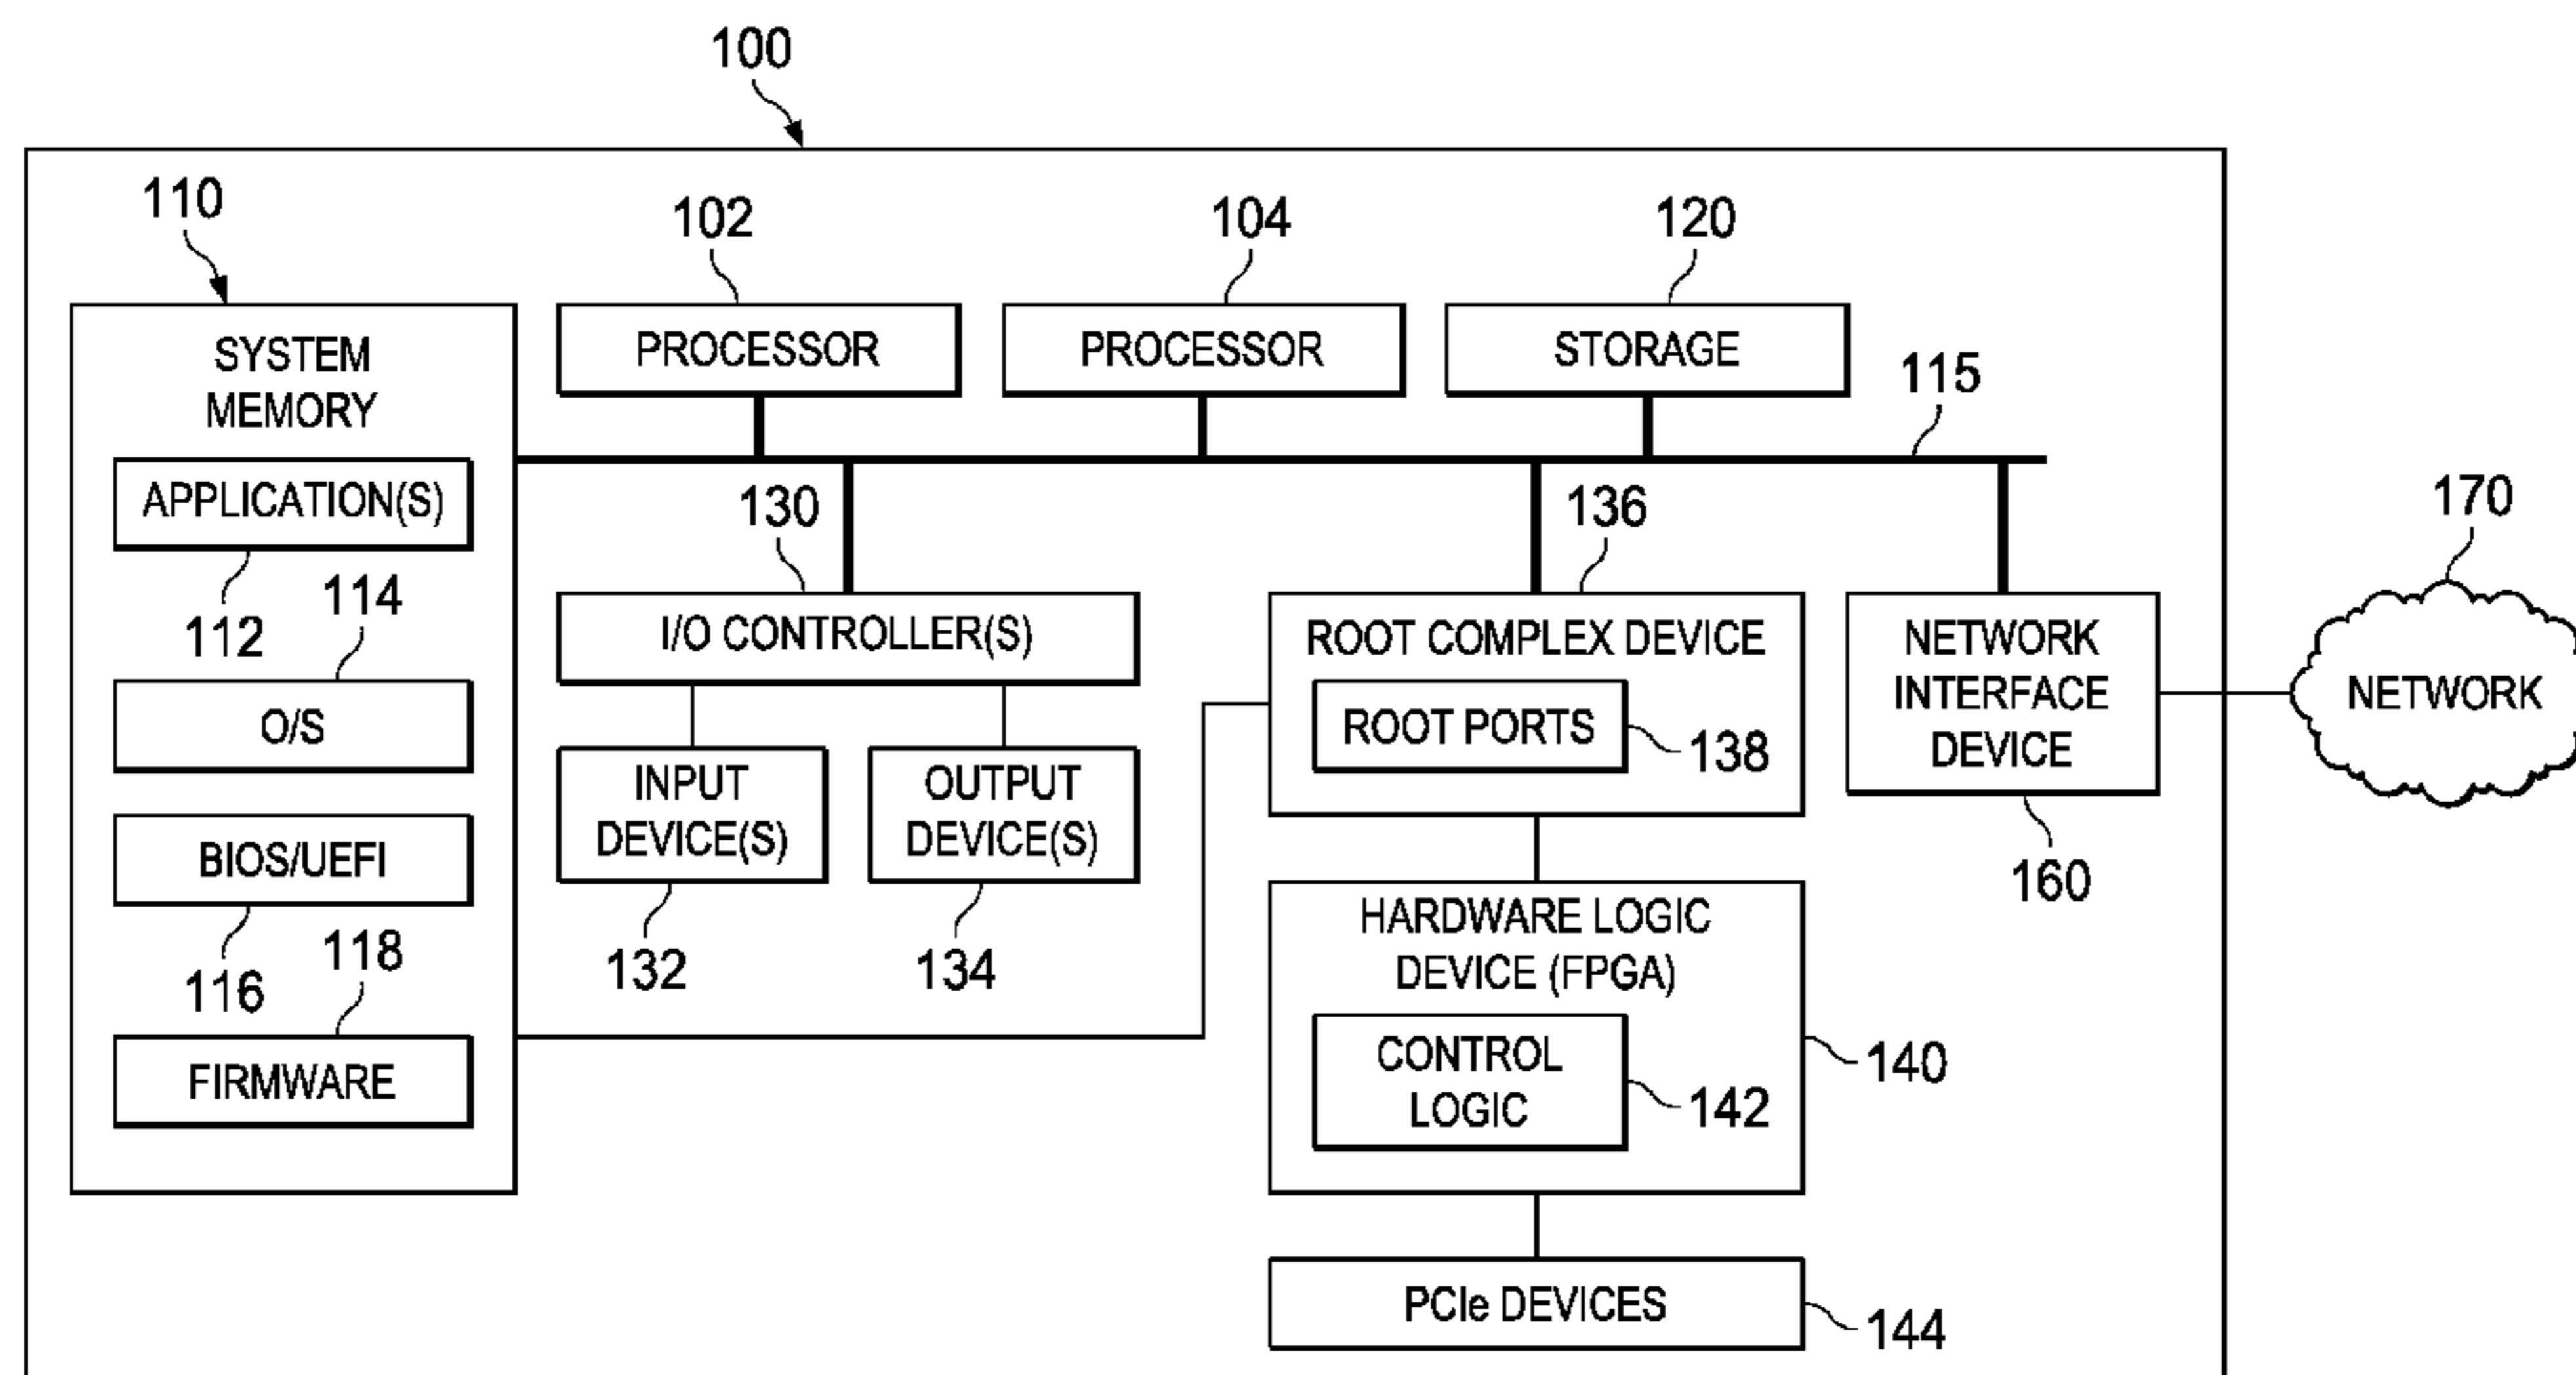 100
110
102
104
120
SYSTEM
MEMORY
PROCESSOR
PROCESSOR
STORAGE
115
APPLICATION(S)
112
114
O/S
BIOS/UEFI
116
118
FIRMWARE
130
I/O CONTROLLER(S)
INPUT
DEVICE(S)
132
OUTPUT
DEVICE(S)
134
136
ROOT COMPLEX DEVICE
ROOT PORTS
138
HARDWARE LOGIC
DEVICE (FPGA)
CONTROL
LOGIC
142
140
PCIe DEVICES
144
NETWORK
INTERFACE
DEVICE
160
170
NETWORK